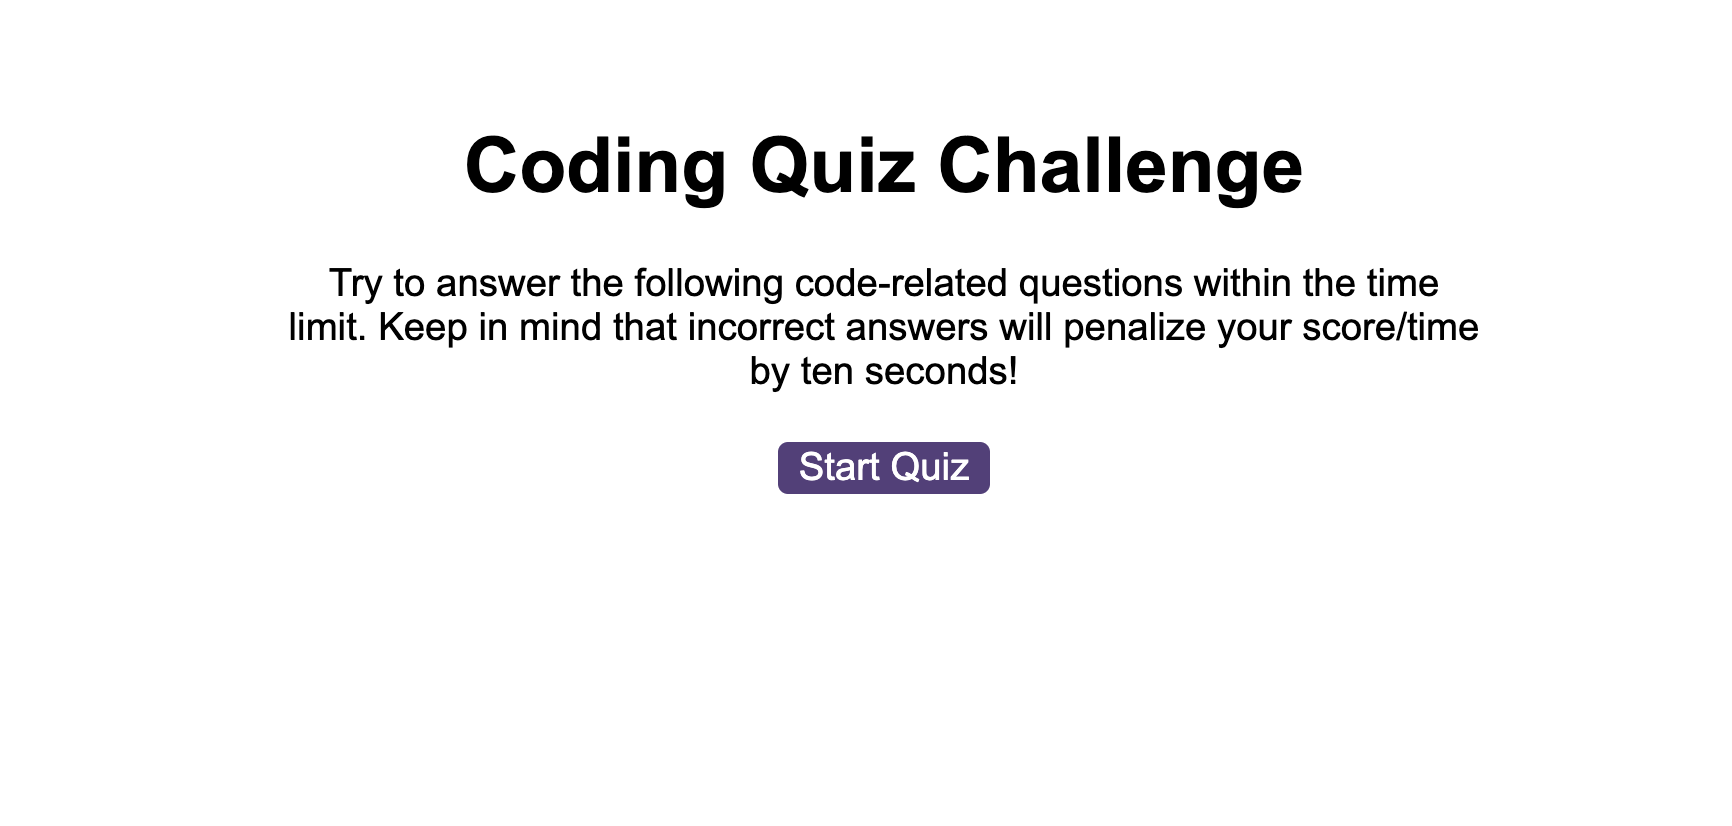 Coding Quiz Challenge
Try to answer the following code-related questions within the time
limit. Keep in mind that incorrect answers will penalize your score/time
by ten seconds!
Start Quiz